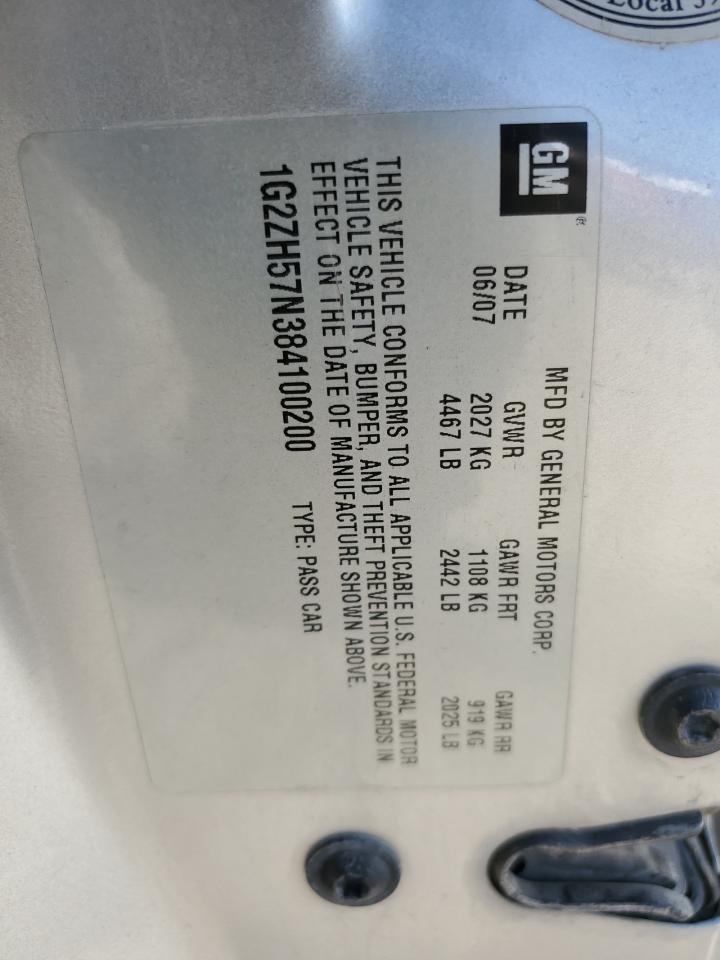 Local
GM
MFD BY GENERAL MOTORS CORP.
DATE GVWR GAWR FRT GAWR RR
06/07 2027 KG 1108 KG 919 KG
4467 LB 2442 LB 2025 LB
THIS VEHICLE CONFORMS TO ALL APPLICABLE U.S. FEDERAL MOTOR
VEHICLE SAFETY, BUMPER, AND THEFT PREVENTION STANDARDS IN
EFFECT ON THE DATE OF MANUFACTURE SHOWN ABOVE.
1G2ZH57N384100200 TYPE: PASS CAR